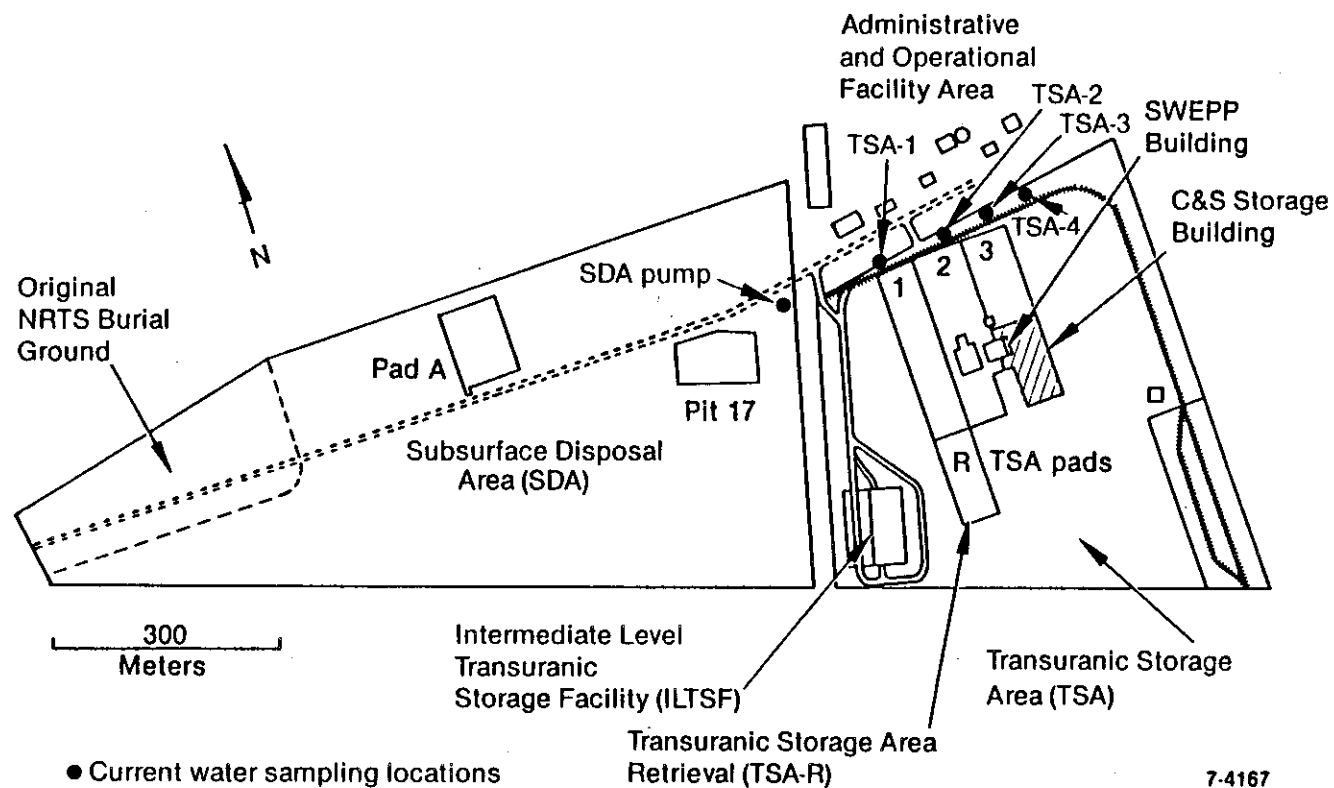 Administrative
and Operational
Facility Area
TSA-2
SWEPP
Building
TSA-3
TSA-1
C&S Storage
Building
TSA-4
N
SDA pump
1
2
3
Original
NRTS Burial
Ground
Pad A
Pit 17
Subsurface Disposal
Area (SDA)
R
TSA pads
300
Meters
Intermediate Level
Transuranic
Storage Facility (ILTSF)
Transuranic Storage
Area (TSA)
Transuranic Storage Area
Retrieval (TSA-R)
● Current water sampling locations
7-4167